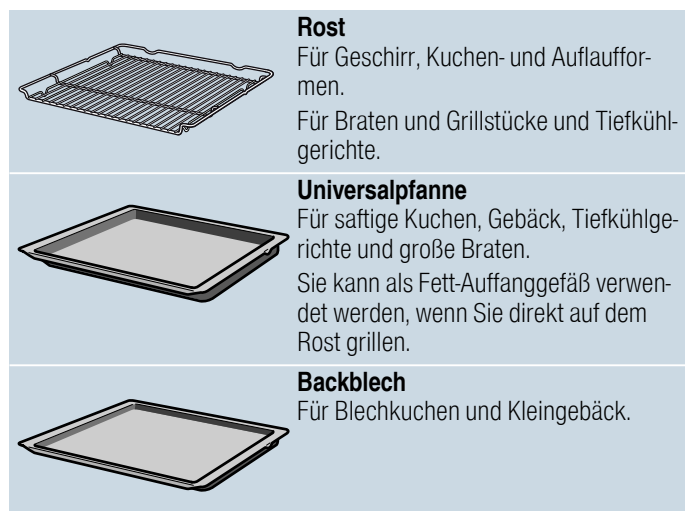 Rost
Für Geschirr, Kuchen- und Auflauffor-
men.
Für Braten und Grillstücke und Tiefkühl-
gerichte.
Universalpfanne
Für saftige Kuchen, Gebäck, Tiefkühlge-
richte und große Braten.
Sie kann als Fett-Auffanggefäß verwen-
det werden, wenn Sie direkt auf dem
Rost grillen.
Backblech
Für Blechkuchen und Kleingebäck.